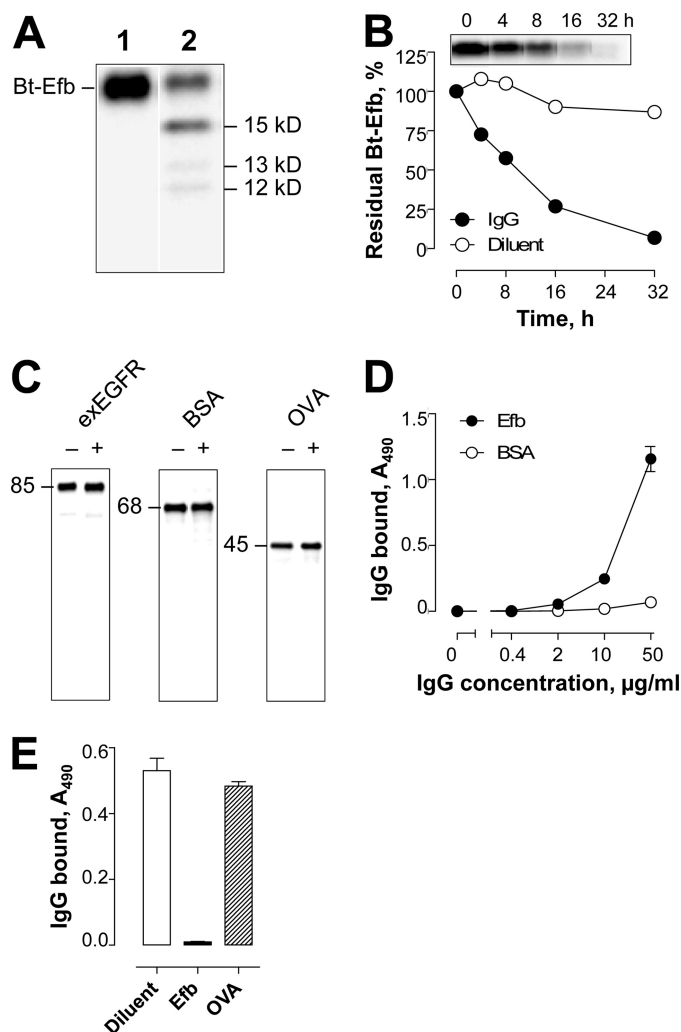 A
1 2
Bt-Efb
15 kD
13 kD
12 kD
B
0 4 8 16 32 h
Residual Bt-Efb, %
125
100
75
50
25
0
IgG
Diluent
0 8 16 24 32
Time, h
C
exEGFR
BSA
OVA
– + – + – +
85
68
45
D
IgG bound, A490
1.5
1.0
0.5
0
Efb
BSA
0 0.4 2 10 50
IgG concentration, µg/ml
E
IgG bound, A490
0.6
0.4
0.2
0.0
Diluent
Efb
OVA